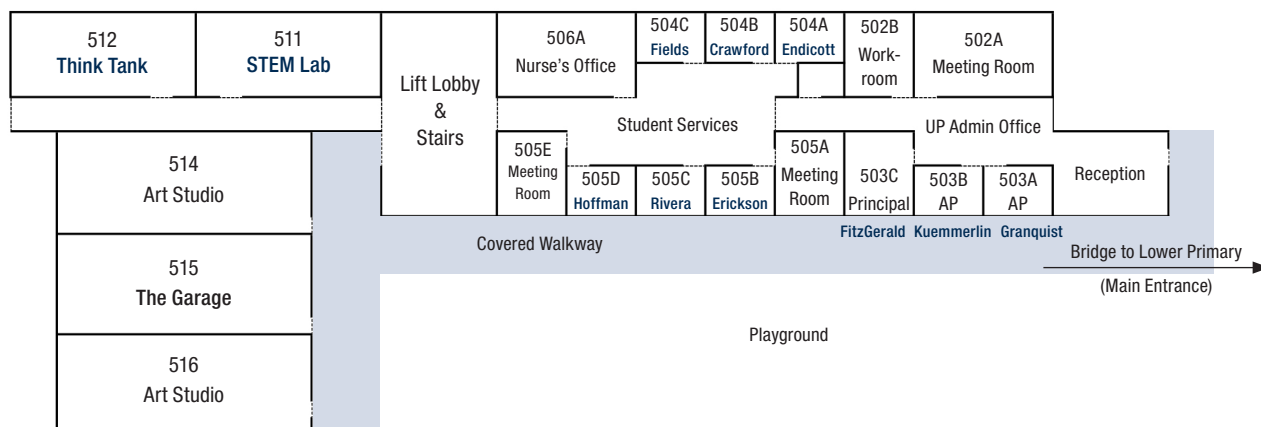 512
Think Tank
511
STEM Lab
Lift Lobby
&
Stairs
506A
Nurse's Office
504C
Fields
504B
Crawford
504A
Endicott
502B
Work-
room
502A
Meeting Room
Student Services
UP Admin Office
514
Art Studio
505E
Meeting
Room
505D
Hoffman
505C
Rivera
505B
Erickson
505A
Meeting
Room
503C
Principal
FitzGerald
503B
AP
Kuemmerlin
503A
AP
Granquist
Reception
Covered Walkway
Bridge to Lower Primary
(Main Entrance)
515
The Garage
Playground
516
Art Studio